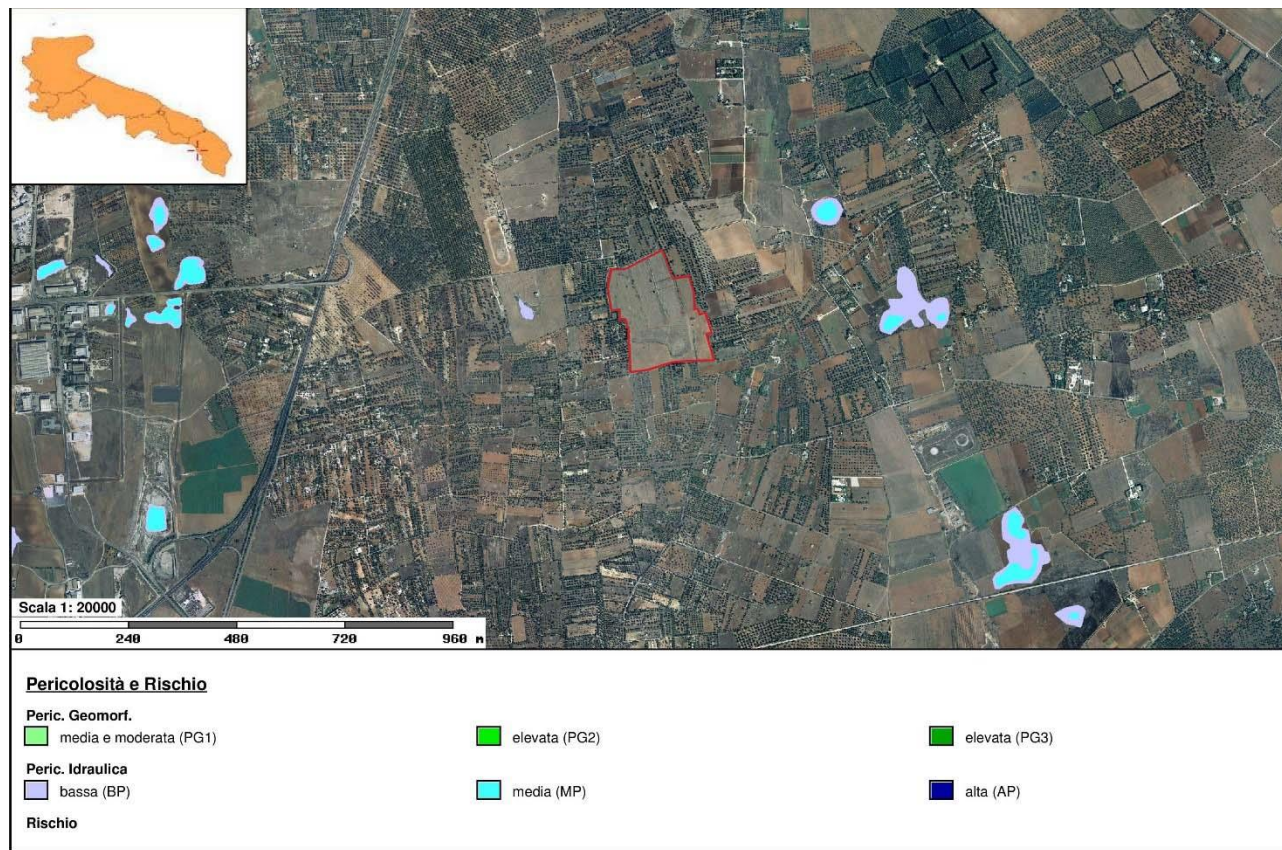 Scala 1: 20000
0 240 480 720 960 m
Pericolosità e Rischio
Peric. Geomorf.
media e moderata (PG1) elevata (PG2) elevata (PG3)
Peric. Idraulica
bassa (BP) media (MP) alta (AP)
Rischio